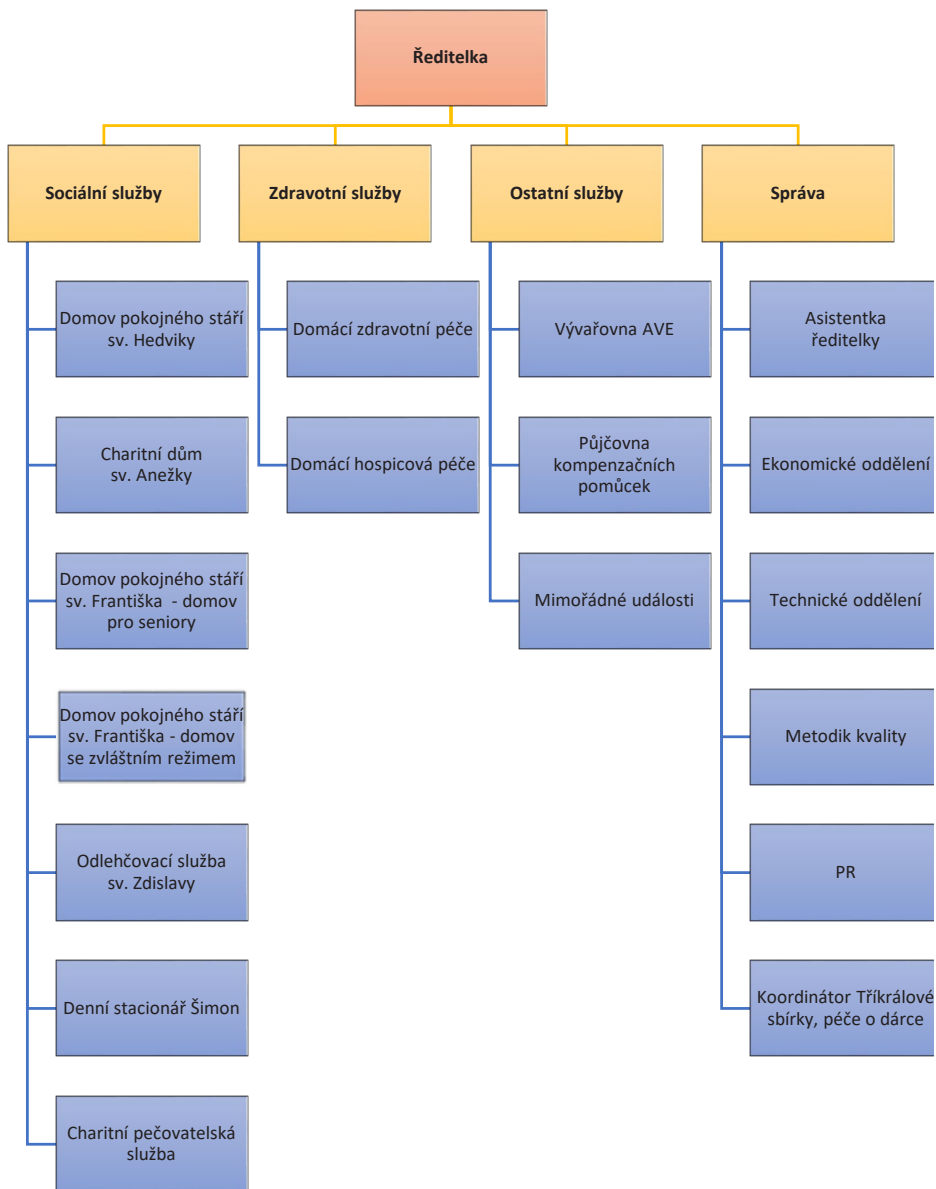 Ředitelka
Sociální služby
Zdravotní služby
Ostatní služby
Správa
Domov pokojného stáří
sv. Hedviky
Charitní dům
sv. Anežky
Domov pokojného stáří
sv. Františka - domov
pro seniory
Domov pokojného stáří
sv. Františka - domov
se zvláštním režimem
Odlehčovací služba
sv. Zdislavy
Denní stacionář Šimon
Charitní pečovatelská
služba
Domácí zdravotní péče
Domácí hospicová péče
Vývařovna AVE
Půjčovna
kompenzačních
pomůcek
Mimořádné události
Asistentka
ředitelky
Ekonomické oddělení
Technické oddělení
Metodik kvality
PR
Koordinátor Tříkrálové
sbírky, péče o dárce